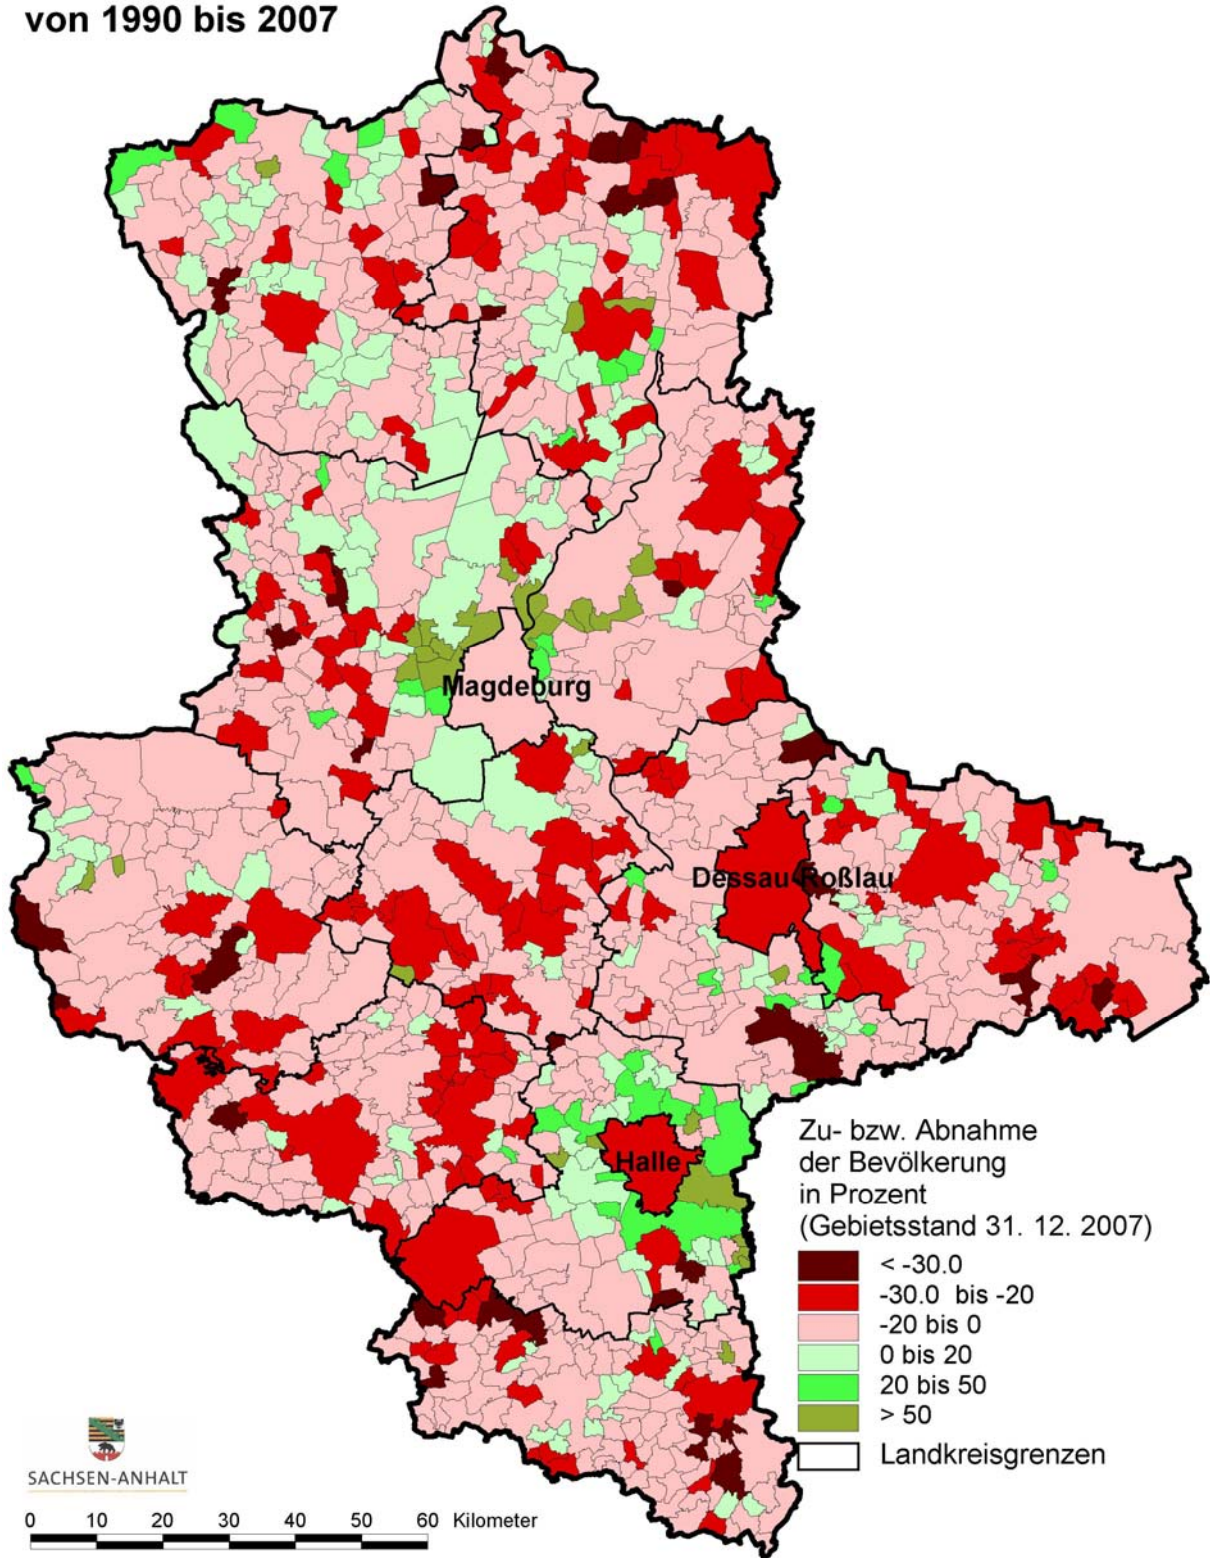 von 1990 bis 2007
Magdeburg
Dessau-Roßlau
Halle
Zu- bzw. Abnahme
der Bevölkerung
in Prozent
(Gebietsstand 31. 12. 2007)
< -30.0
-30.0 bis -20
-20 bis 0
0 bis 20
20 bis 50
> 50
Landkreisgrenzen
SACHSEN-ANHALT
0 10 20 30 40 50 60 Kilometer